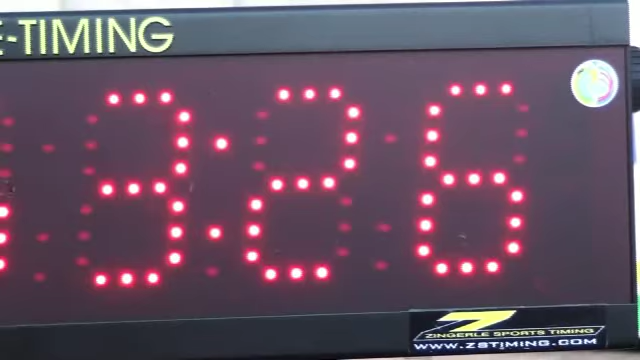 E-TIMING
3:26
Z
ZINGERLE SPORTS TIMING
WWW.ZSTIMING.COM